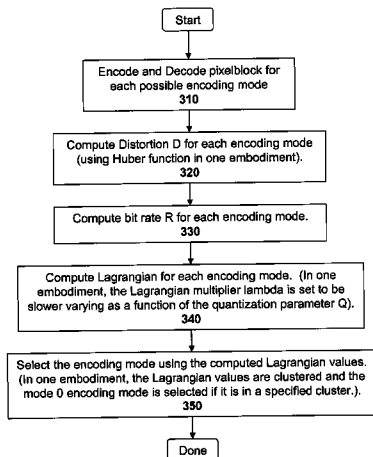 Start
Encode and Decode pixelblock for
each possible encoding mode
310
Compute Distortion D for each encoding mode
(using Huber function in one embodiment).
320
Compute bit rate R for each encoding mode.
330
Compute Lagrangian for each encoding mode. (In one
embodiment, the Lagrangian multiplier lambda is set to be
slower varying as a function of the quantization parameter Q).
340
Select the encoding mode using the computed Lagrangian values.
(In one embodiment, the Lagrangian values are clustered and the
mode 0 encoding mode is selected if it is in a specified cluster.).
350
Done